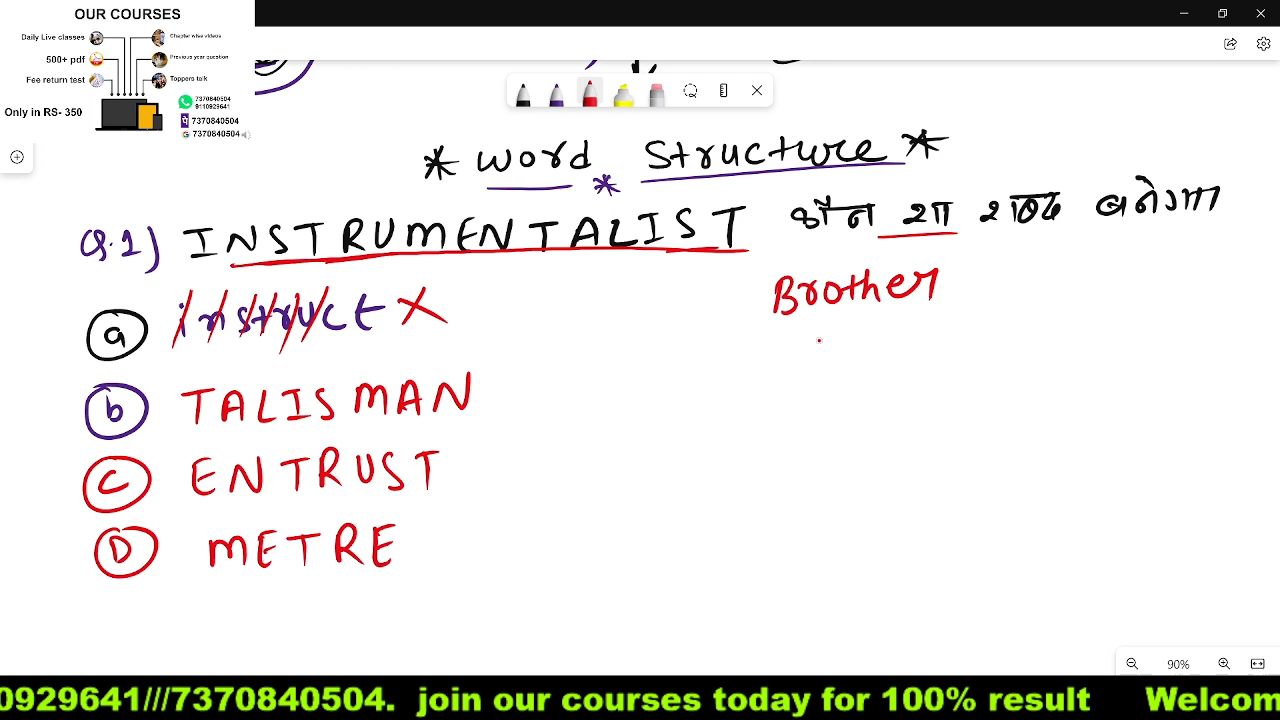 OUR COURSES
Daily Live classes
Chapter wise videos
500+ pdf
Previous year question
Fee return test
Toppers talk
Only in RS- 350
7370840504
9110929641
7370840504
7370840504
* Word Structure *
*
Q.1) INSTRUMENTALIST कौन सा शब्द बनेगा
Brother
a instruct X
b TALISMAN
C ENTRUST
D METRE
90%
0929641///7370840504. join our courses today for 100% result Welcom